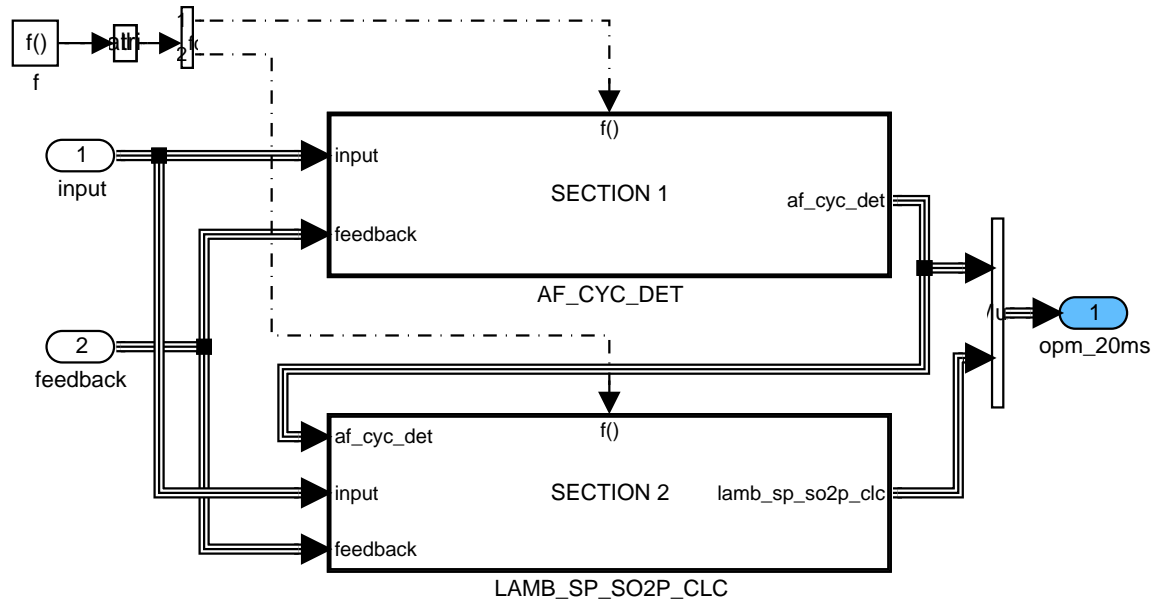 f()
f
1
2
1
input
2
feedback
f()
input
feedback
SECTION 1
af_cyc_det
AF_CYC_DET
f()
af_cyc_det
input
feedback
SECTION 2
lamb_sp_so2p_clc
LAMB_SP_SO2P_CLC
1
opm_20ms